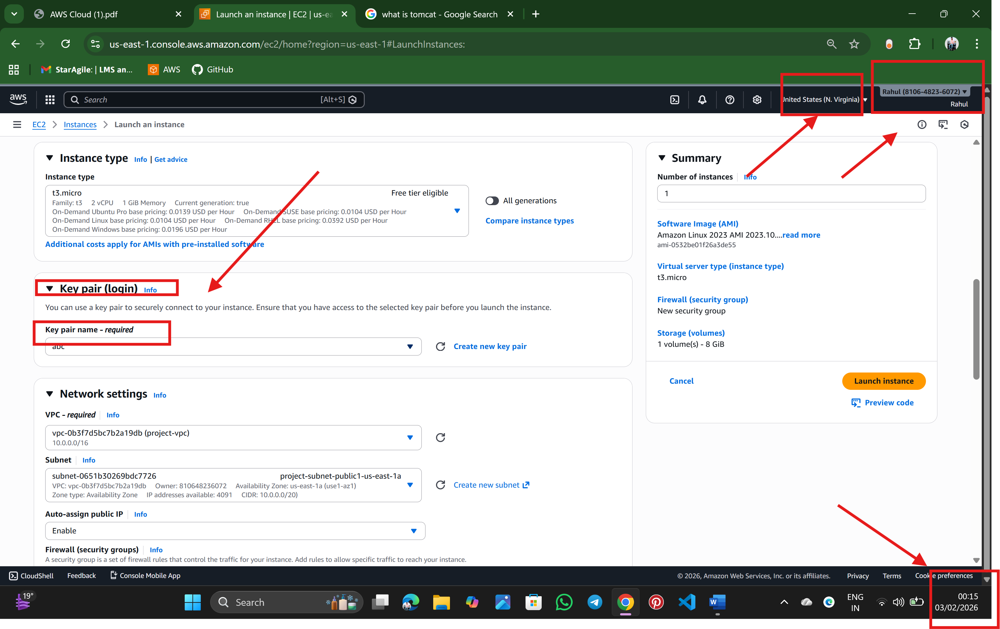 AWS Cloud (1).pdf
Launch an instance | EC2 | us-ea
what is tomcat - Google Search
us-east-1.console.aws.amazon.com/ec2/home?region=us-east-1#LaunchInstances:
StarAgile: | LMS an...
AWS
GitHub
aws
Search
[Alt+S]
United States (N. Virginia)
Rahul (8106-4823-6072)
Rahul
EC2
Instances
Launch an instance
Instance type Info | Get advice
Instance type
t3.micro Free tier eligible
Family: t3 2 vCPU 1 GiB Memory Current generation: true
On-Demand Ubuntu Pro base pricing: 0.0139 USD per Hour On-Demand SUSE base pricing: 0.0104 USD per Hour
On-Demand Linux base pricing: 0.0104 USD per Hour On-Demand RHEL base pricing: 0.0392 USD per Hour
On-Demand Windows base pricing: 0.0196 USD per Hour
All generations
Compare instance types
Additional costs apply for AMIs with pre-installed software
Key pair (login) Info
You can use a key pair to securely connect to your instance. Ensure that you have access to the selected key pair before you launch the instance.
Key pair name - required
abc
Create new key pair
Network settings Info
VPC - required Info
vpc-0b3f7d5bc7b2a19db (project-vpc)
10.0.0.0/16
Subnet Info
subnet-0651b30269bdc7726 project-subnet-public1-us-east-1a
VPC: vpc-0b3f7d5bc7b2a19db Owner: 810648236072 Availability Zone: us-east-1a (use1-az1)
Zone type: Availability Zone IP addresses available: 4091 CIDR: 10.0.0.0/20)
Create new subnet
Auto-assign public IP Info
Enable
Firewall (security groups) Info
A security group is a set of firewall rules that control the traffic for your instance. Add rules to allow specific traffic to reach your instance.
Summary
Number of instances Info
1
Software Image (AMI)
Amazon Linux 2023 AMI 2023.10....read more
ami-0532be01f26a3de55
Virtual server type (instance type)
t3.micro
Firewall (security group)
New security group
Storage (volumes)
1 volume(s) - 8 GiB
Cancel
Launch instance
Preview code
CloudShell
Feedback
Console Mobile App
© 2026, Amazon Web Services, Inc. or its affiliates.
Privacy
Terms
Cookie preferences
19°
Search
ENG
IN
00:15
03/02/2026